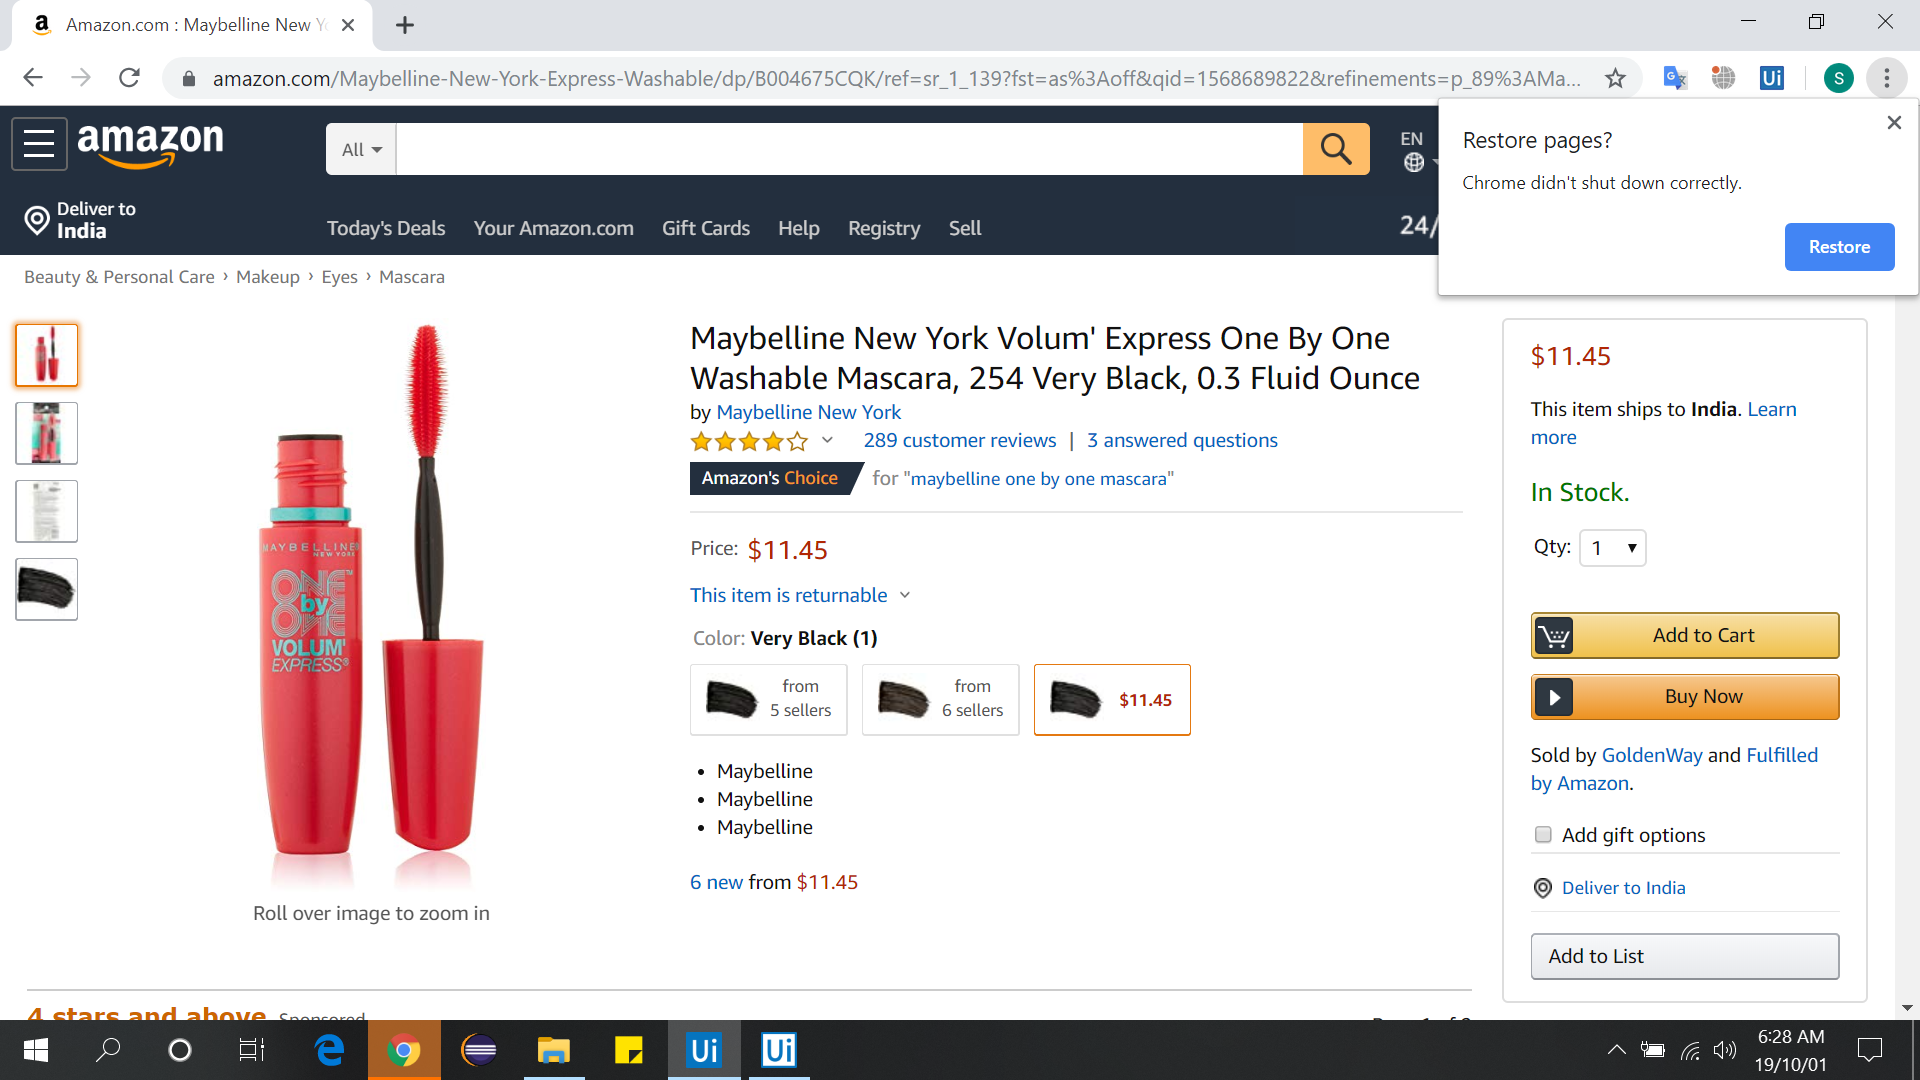 Amazon.com : Maybelline New Y
amazon.com/Maybelline-New-York-Express-Washable/dp/B004675CQK/ref=sr_1_139?fst=as%3Aoff&qid=1568689822&refinements=p_89%3AMa...
Ui
S
Restore pages?
Chrome didn't shut down correctly.
Restore
amazon
All
EN
Deliver to
India
Today's Deals
Your Amazon.com
Gift Cards
Help
Registry
Sell
24/
Beauty & Personal Care › Makeup › Eyes › Mascara
MAYBELLINE
NEW YORK
ONE
by
ONE
VOLUM'
EXPRESS®
Roll over image to zoom in
Maybelline New York Volum' Express One By One
Washable Mascara, 254 Very Black, 0.3 Fluid Ounce
by Maybelline New York
289 customer reviews | 3 answered questions
Amazon's Choice for "maybelline one by one mascara"
Price: $11.45
This item is returnable
Color: Very Black (1)
from
5 sellers
from
6 sellers
$11.45
• Maybelline
• Maybelline
• Maybelline
6 new from $11.45
$11.45
This item ships to India. Learn
more
In Stock.
Qty: 1
Add to Cart
Buy Now
Sold by GoldenWay and Fulfilled
by Amazon.
Add gift options
Deliver to India
Add to List
4 stars and above Sponsored
Ui
Ui
6:28 AM
19/10/01